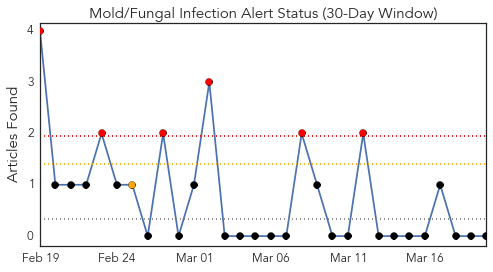 Mold/Fungal Infection Alert Status (30-Day Window)
Articles Found
4
3
2
1
0
Feb 19
Feb 24
Mar 01
Mar 06
Mar 11
Mar 16